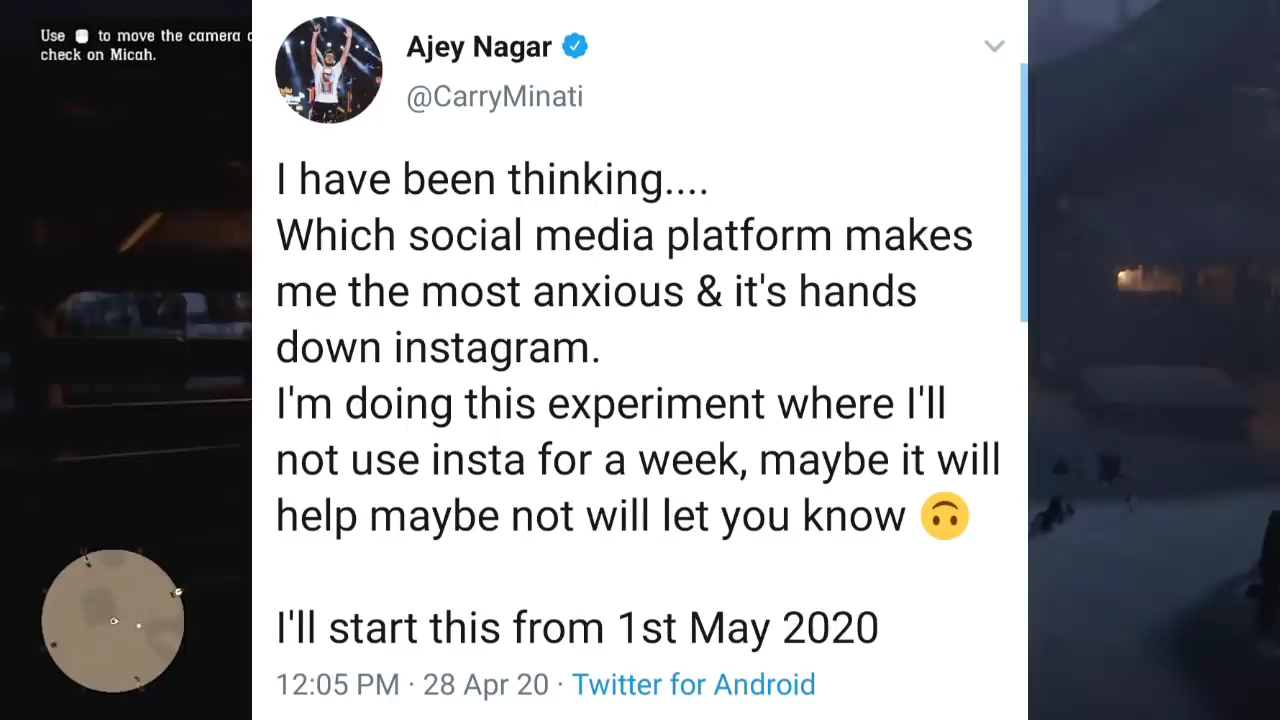 Use to move the camera
check on Micah.
Ajey Nagar
@CarryMinati
I have been thinking....
Which social media platform makes
me the most anxious & it's hands
down instagram.
I'm doing this experiment where I'll
not use insta for a week, maybe it will
help maybe not will let you know 🙃
I'll start this from 1st May 2020
12:05 PM · 28 Apr 20 · Twitter for Android